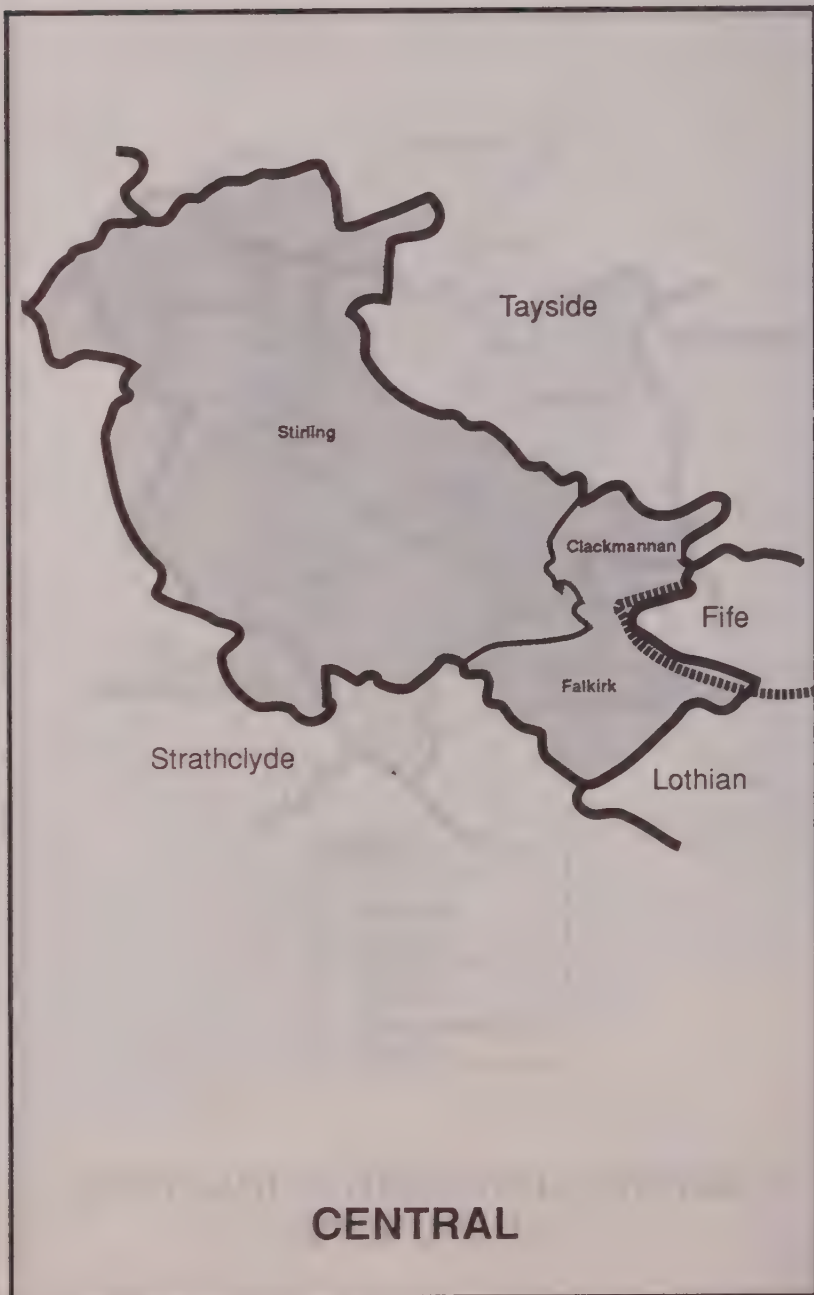 Tayside
Stirling
Clackmannan
Fife
Falkirk
Strathclyde
Lothian
CENTRAL